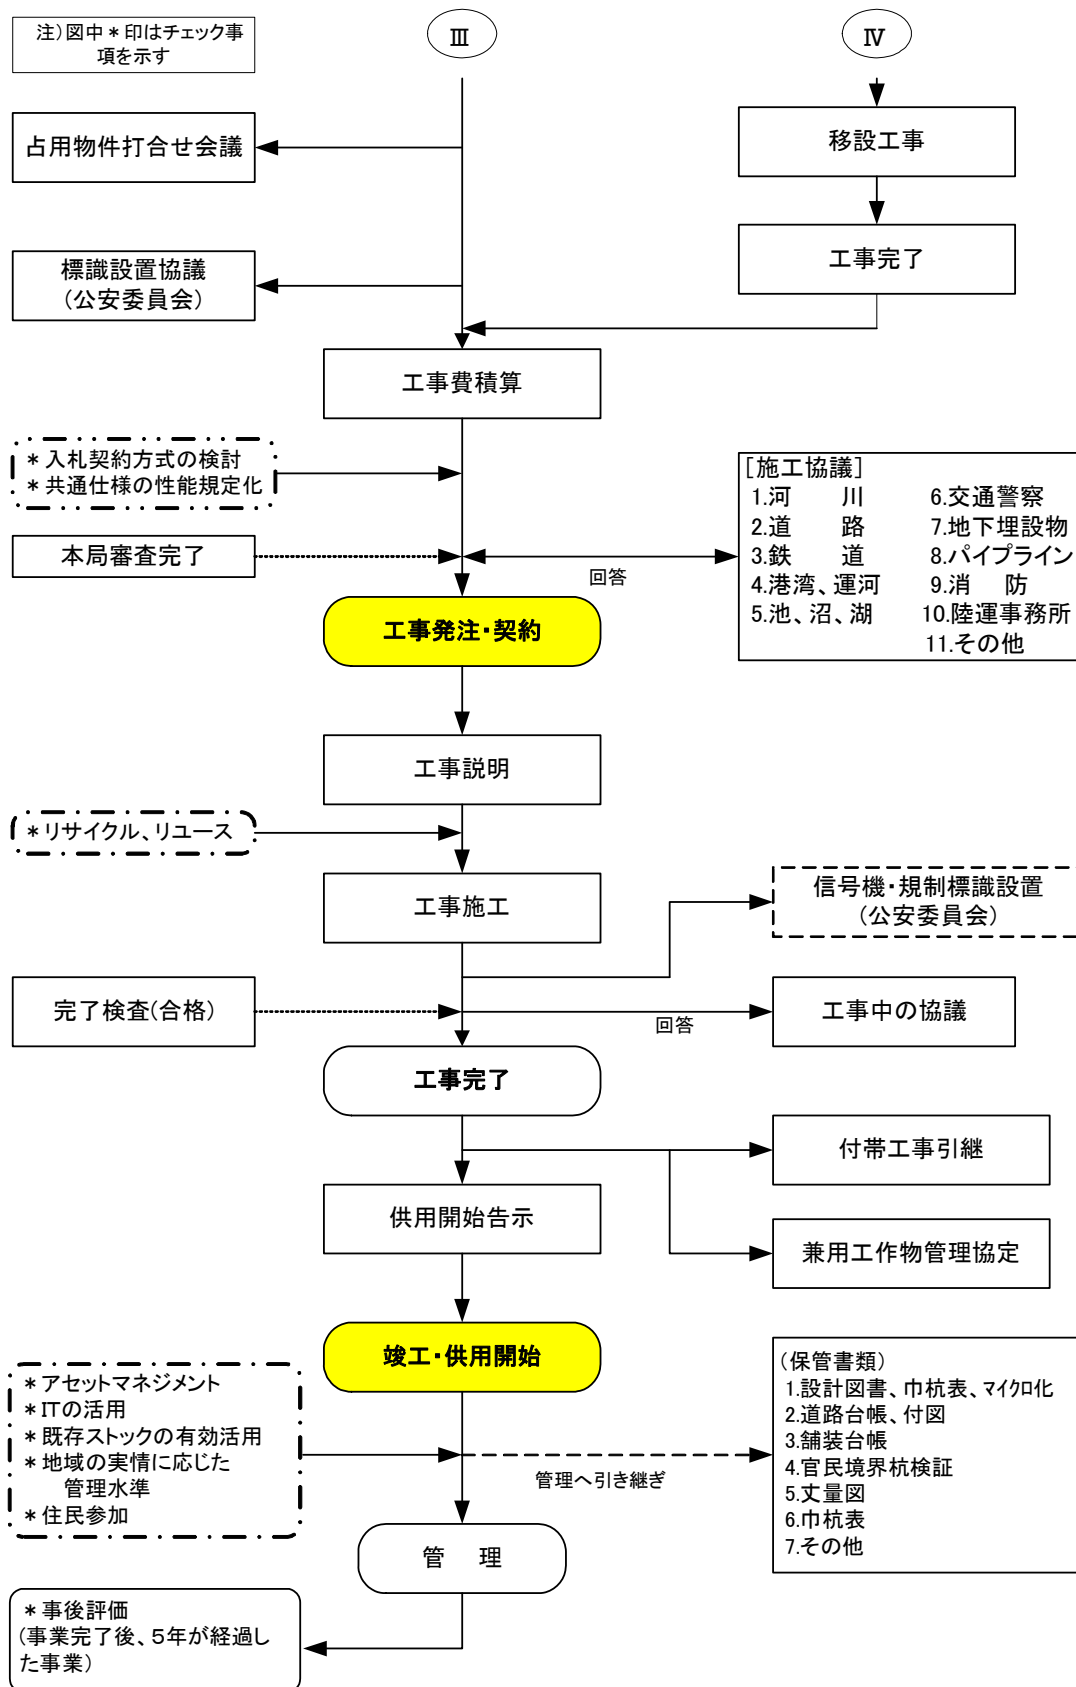 注)図中＊印はチェック事
項を示す
Ⅲ
Ⅳ
占用物件打合せ会議
移設工事
標識設置協議
(公安委員会)
工事完了
工事費積算
＊入札契約方式の検討
＊共通仕様の性能規定化
[施工協議]
1.河　　川
2.道　　路
3.鉄　　道
4.港湾、運河
5.池、沼、湖
6.交通警察
7.地下埋設物
8.パイプライン
9.消　防
10.陸運事務所
11.その他
本局審査完了
回答
工事発注・契約
工事説明
＊リサイクル、リユース
工事施工
信号機・規制標識設置
(公安委員会)
完了検査(合格)
回答
工事中の協議
工事完了
付帯工事引継
供用開始告示
兼用工作物管理協定
竣工・供用開始
＊アセットマネジメント
＊ITの活用
＊既存ストックの有効活用
＊地域の実情に応じた
管理水準
＊住民参加
管理へ引き継ぎ
(保管書類)
1.設計図書、巾杭表、マイクロ化
2.道路台帳、付図
3.舗装台帳
4.官民境界杭検証
5.丈量図
6.巾杭表
7.その他
管　理
＊事後評価
(事業完了後、５年が経過し
た事業)